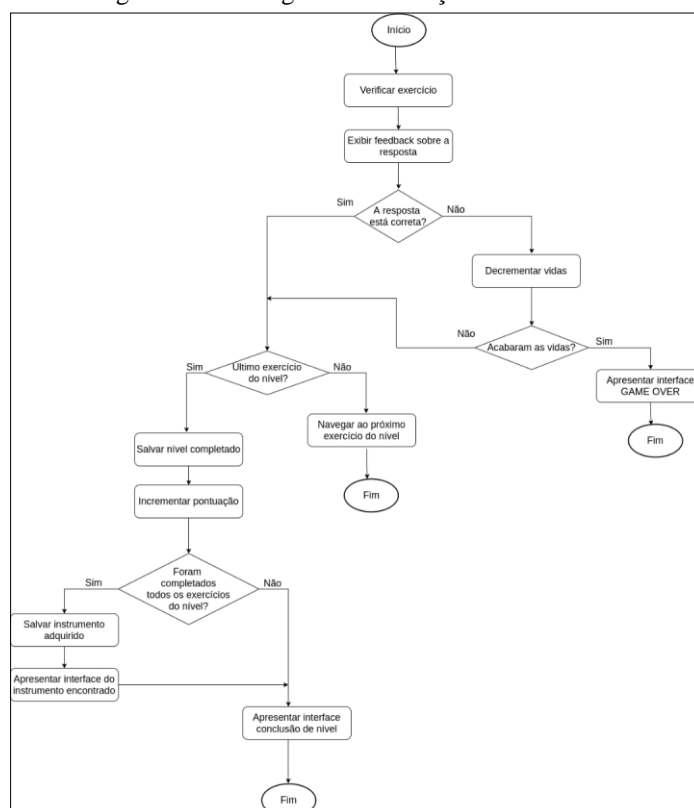 Início
Verificar exercício
Exibir feedback sobre a
resposta
Sim
A resposta
está correta?
Não
Decrementar vidas
Não
Acabaram as vidas?
Sim
Apresentar interface
GAME OVER
Fim
Sim
Último exercício
do nível?
Não
Navegar ao próximo
exercício do nível
Fim
Salvar nível completado
Incrementar pontuação
Sim
Foram
completados
todos os exercícios
do nível?
Não
Salvar instrumento
adquirido
Apresentar interface do
instrumento encontrado
Apresentar interface
conclusão de nível
Fim